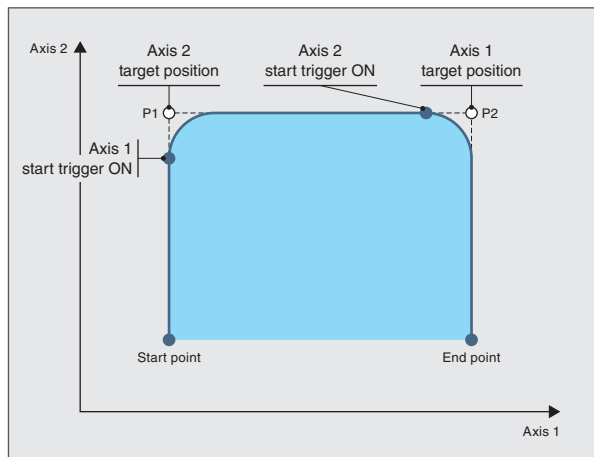 Axis 2
Axis 2
target position
Axis 2
start trigger ON
Axis 1
target position
P1
P2
Axis 1
start trigger ON
Start point
End point
Axis 1